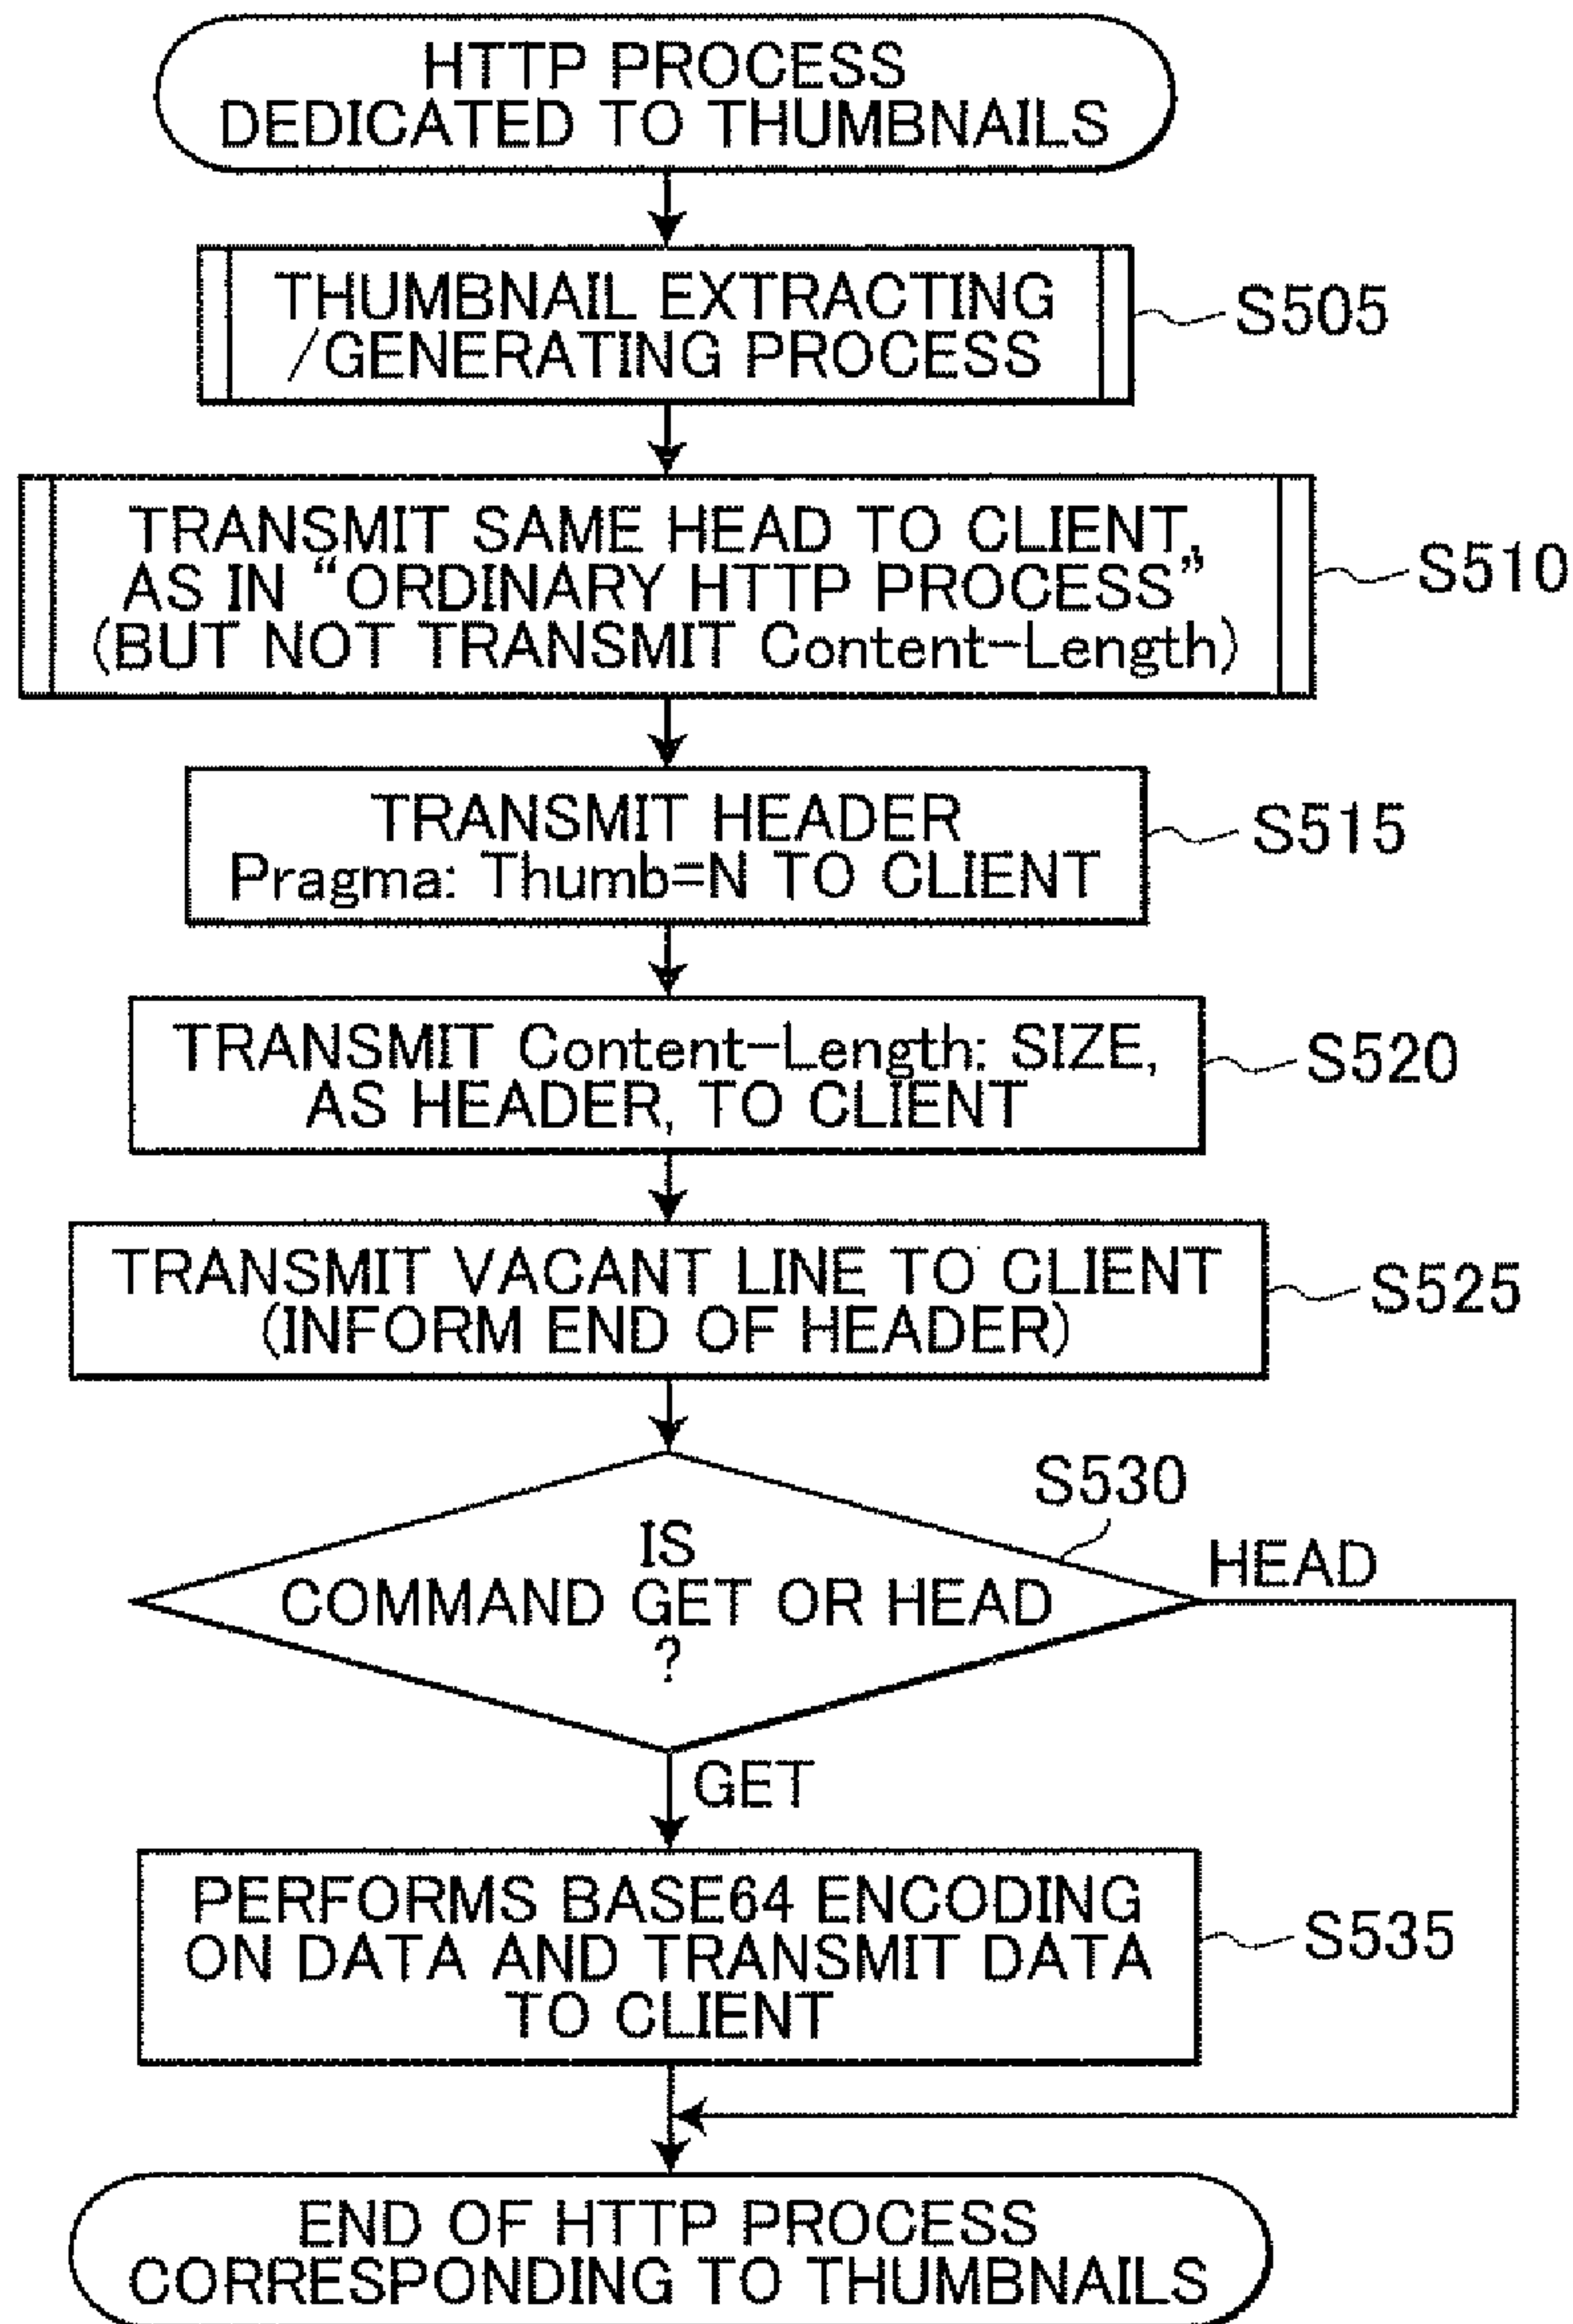 HTTP PROCESS
DEDICATED TO THUMBNAILS
THUMBNAIL EXTRACTING
/GENERATING PROCESS
S505
TRANSMIT SAME HEAD TO CLIENT,
AS IN “ORDINARY HTTP PROCESS”
(BUT NOT TRANSMIT Content-Length)
S510
TRANSMIT HEADER
Pragma: Thumb=N TO CLIENT
S515
TRANSMIT Content-Length: SIZE,
AS HEADER, TO CLIENT
S520
TRANSMIT VACANT LINE TO CLIENT
(INFORM END OF HEADER)
S525
S530
IS
COMMAND GET OR HEAD
?
HEAD
GET
PERFORMS BASE64 ENCODING
ON DATA AND TRANSMIT DATA
TO CLIENT
S535
END OF HTTP PROCESS
CORRESPONDING TO THUMBNAILS